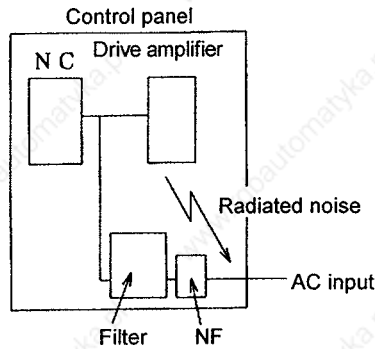 Control panel
Drive amplifier
N C
Radiated noise
AC input
Filter
NF